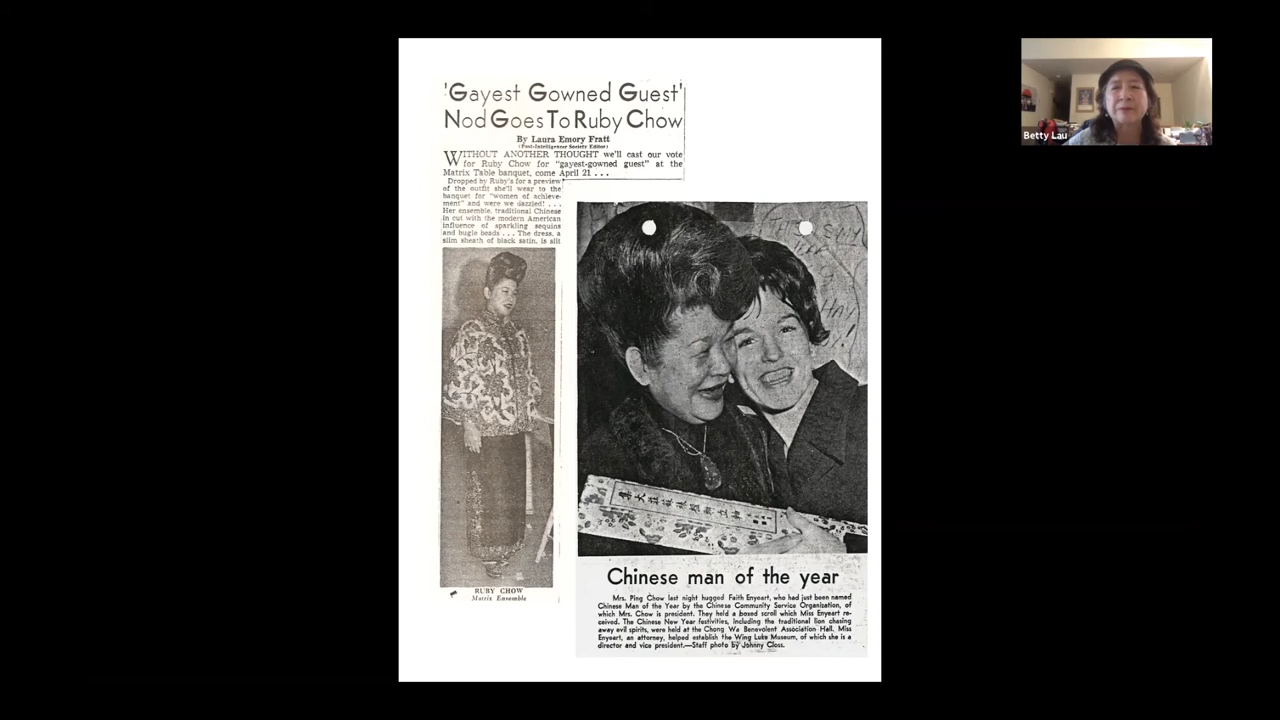 'Gayest Gowned Guest'
Nod Goes To Ruby Chow
By Laura Emory Fratt
(Post-Intelligencer Society Editor)
WITHOUT ANOTHER THOUGHT we'll cast our vote
for Ruby Chow for "gayest-gowned guest" at the
Matrix Table banquet, come April 21 . . .
Dropped by Ruby's for a preview
of the outfit she'll wear to the
banquet for "women of achieve-
ment" and were we dazzled! . . .
Her ensemble, traditional Chinese
in cut with the modern American
influence of sparkling sequins
and bugle beads . . . The dress, a
slim sheath of black satin, is slit
RUBY CHOW
Matrix Ensemble
Chinese man of the year
Mrs. Ping Chow last night hugged Faith Enyeart, who had just been named
Chinese Man of the Year by the Chinese Community Service Organization, of
which Mrs. Chow is president. They held a boxed scroll which Miss Enyeart re-
ceived. The Chinese New Year festivities, including the traditional lion chasing
away evil spirits, were held at the Chong Wa Benevolent Association Hall. Miss
Enyeart, an attorney, helped establish the Wing Luke Museum, of which she is a
director and vice president.—Staff photo by Johnny Closs.
Betty Lau